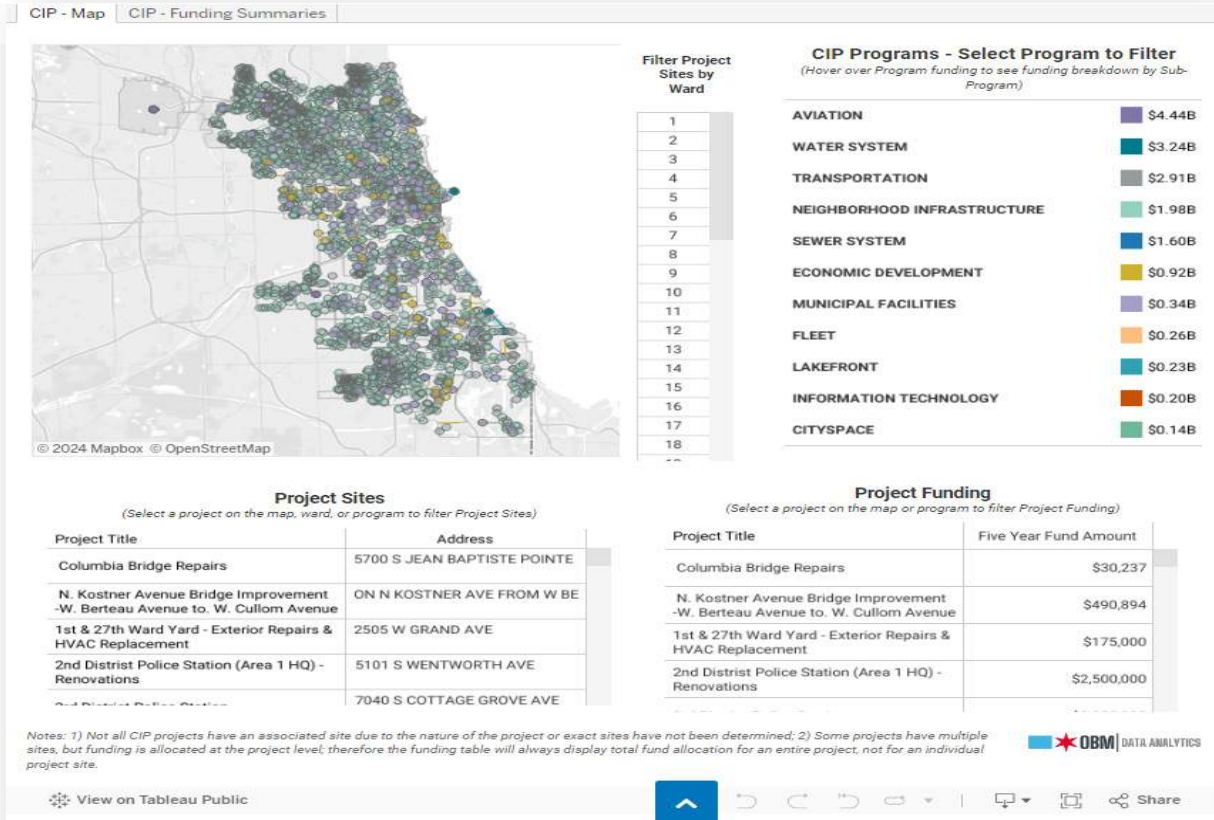 CIP - Map
CIP - Funding Summaries
© 2024 Mapbox © OpenStreetMap
Filter Project
Sites by
Ward
1
2
3
4
5
6
7
8
9
10
11
12
13
14
15
16
17
18
CIP Programs - Select Program to Filter
(Hover over Program funding to see funding breakdown by Sub-
Program)
AVIATION $4.44B
WATER SYSTEM $3.24B
TRANSPORTATION $2.91B
NEIGHBORHOOD INFRASTRUCTURE $1.98B
SEWER SYSTEM $1.60B
ECONOMIC DEVELOPMENT $0.92B
MUNICIPAL FACILITIES $0.34B
FLEET $0.26B
LAKEFRONT $0.23B
INFORMATION TECHNOLOGY $0.20B
CITYSPACE $0.14B
Project Sites
(Select a project on the map, ward, or program to filter Project Sites)
Project Title Address
Columbia Bridge Repairs 5700 S JEAN BAPTISTE POINTE
N. Kostner Avenue Bridge Improvement ON N KOSTNER AVE FROM W BE
-W. Berteau Avenue to. W. Cullom Avenue
1st & 27th Ward Yard - Exterior Repairs & 2505 W GRAND AVE
HVAC Replacement
2nd Distrist Police Station (Area 1 HQ) - 5101 S WENTWORTH AVE
Renovations
7040 S COTTAGE GROVE AVE
Project Funding
(Select a project on the map or program to filter Project Funding)
Project Title Five Year Fund Amount
Columbia Bridge Repairs $30,237
N. Kostner Avenue Bridge Improvement $490,894
-W. Berteau Avenue to. W. Cullom Avenue
1st & 27th Ward Yard - Exterior Repairs & $175,000
HVAC Replacement
2nd Distrist Police Station (Area 1 HQ) - $2,500,000
Renovations
Notes: 1) Not all CIP projects have an associated site due to the nature of the project or exact sites have not been determined; 2) Some projects have multiple
sites, but funding is allocated at the project level; therefore the funding table will always display total fund allocation for an entire project, not for an individual
project site.
OBM DATA ANALYTICS
View on Tableau Public
Share